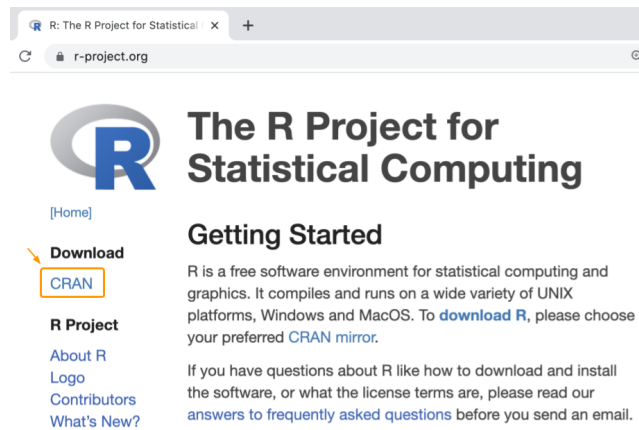 R: The R Project for Statistical
r-project.org
R
The R Project for
Statistical Computing
[Home]
Download
CRAN
R Project
About R
Logo
Contributors
What's New?
Getting Started
R is a free software environment for statistical computing and
graphics. It compiles and runs on a wide variety of UNIX
platforms, Windows and MacOS. To download R, please choose
your preferred CRAN mirror.
If you have questions about R like how to download and install
the software, or what the license terms are, please read our
answers to frequently asked questions before you send an email.